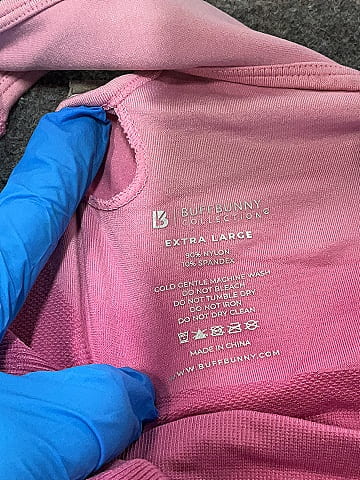 BUFFBUNNY
COLLECTIONS
EXTRA LARGE
90% NYLON
10% SPANDEX
COLD GENTLE MACHINE WASH
DO NOT BLEACH
DO NOT TUMBLE DRY
DO NOT IRON
DO NOT DRY CLEAN
MADE IN CHINA
WWW.BUFFBUNNY.COM